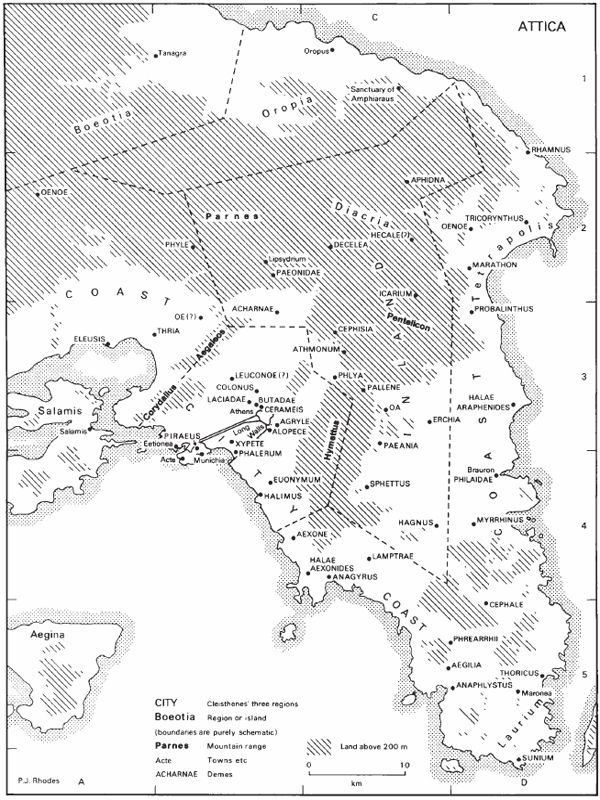 C
ATTICA
Tanagra
Oropus
1
Sanctuary of
Amphiaraus
Oropia
Boeotia
RHAMNUS
APHIDNA
OENOE
Parnes
Diacria
TRICORYNTHUS
HECALE(?)
OENOE
2
PHYLE
DECELEA
Tetrapolis
Lipsydrium
MARATHON
PAEONIDAE
COAST
ICARIUM
ACHARNAE
PROBALINTHUS
OE(?)
Pentelicon
THRIA
CEPHISIA
ELEUSIS
Aegaleos
ATHMONUM
INLAND
LEUCONOE(?)
PHLYA
3
COLONUS
PALLENE
Corydallus
LACIADAE
BUTADAE
HALAE
ARAPHENIDES
Salamis
Athens
CERAMEIS
OA
CITY
Long
Walls
AGRYLE
ERCHIA
Salamis
PIRAEUS
ALOPECE
Hymettus
Eetionea
XYPETE
PAEANIA
Acte
Munichia
PHALERUM
COAST
Brauron
PHILAIDAE
EUONYMUM
SPHETTUS
HALIMUS
HAGNUS
MYRRHINUS
4
AEXONE
HALAE
AEXONIDES
LAMPTRAE
ANAGYRUS
COAST
CEPHALE
Aegina
PHREARRHII
AEGILIA
THORICUS
5
ANAPHLYSTUS
Maronea
Laurium
CITY Cleisthenes' three regions
Boeotia Region or island
(boundaries are purely schematic)
Parnes Mountain range
Land above 200 m
Acte Towns etc
ACHARNAE Demes
0 10
km
SUNIUM
P.J. Rhodes
A
D